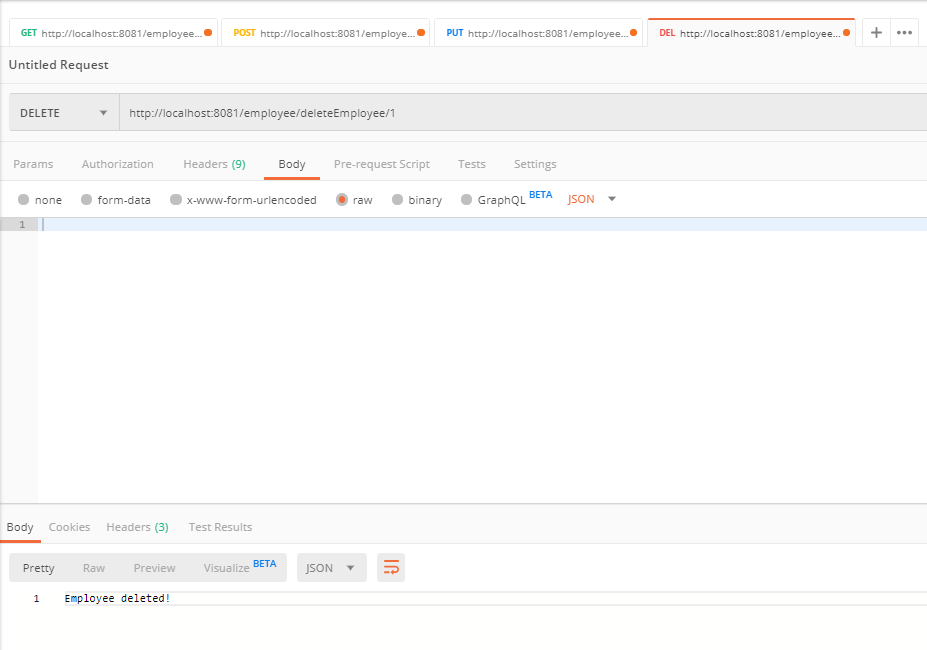 GET http://localhost:8081/employee... POST http://localhost:8081/employe... PUT http://localhost:8081/employee... DEL http://localhost:8081/employee... + •••
Untitled Request
DELETE http://localhost:8081/employee/deleteEmployee/1
Params Authorization Headers (9) Body Pre-request Script Tests Settings
none form-data x-www-form-urlencoded raw binary GraphQL BETA JSON
1
Body Cookies Headers (3) Test Results
Pretty Raw Preview Visualize BETA JSON
1 Employee deleted!